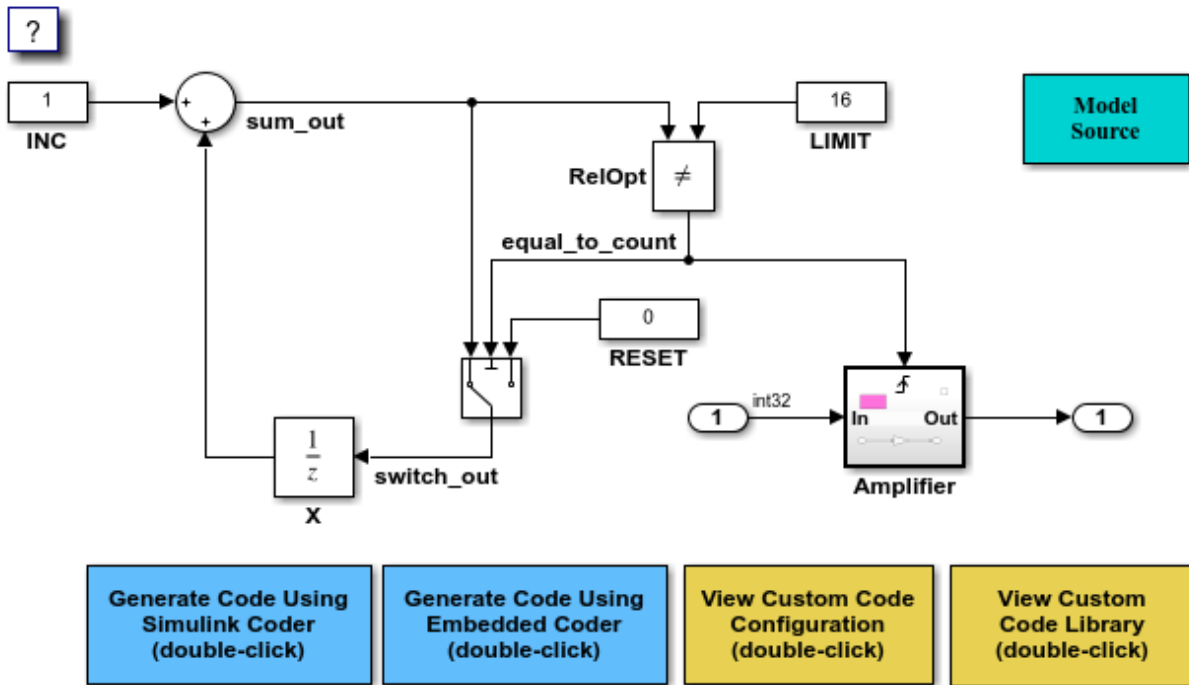 ?
1
INC
+
+
sum_out
16
LIMIT
Model
Source
RelOpt
≠
equal_to_count
0
RESET
1
z
X
switch_out
1
int32
In
Out
Amplifier
1
Generate Code Using
Simulink Coder
(double-click)
Generate Code Using
Embedded Coder
(double-click)
View Custom Code
Configuration
(double-click)
View Custom
Code Library
(double-click)